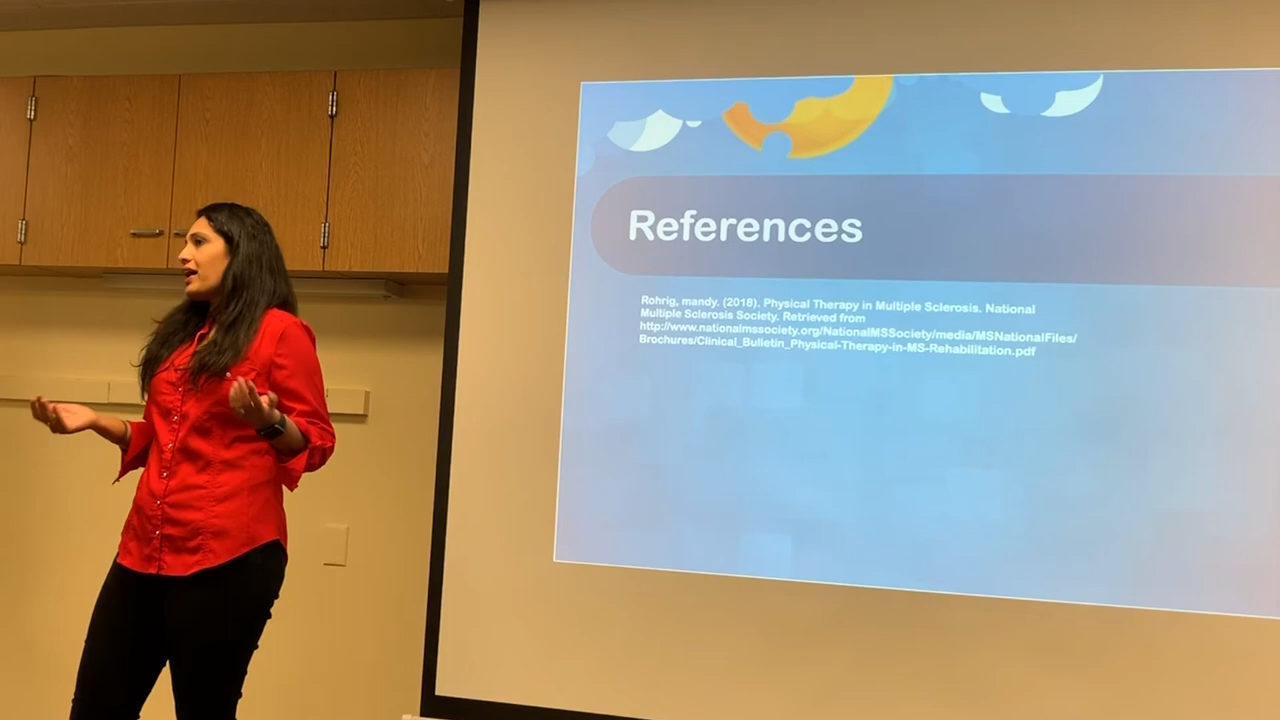 References
Rohrig, mandy. (2018). Physical Therapy in Multiple Sclerosis. National
Multiple Sclerosis Society. Retrieved from
http://www.nationalmssociety.org/NationalMSSociety/media/MSNationalFiles/
Brochures/Clinical_Bulletin_Physical-Therapy-in-MS-Rehabilitation.pdf